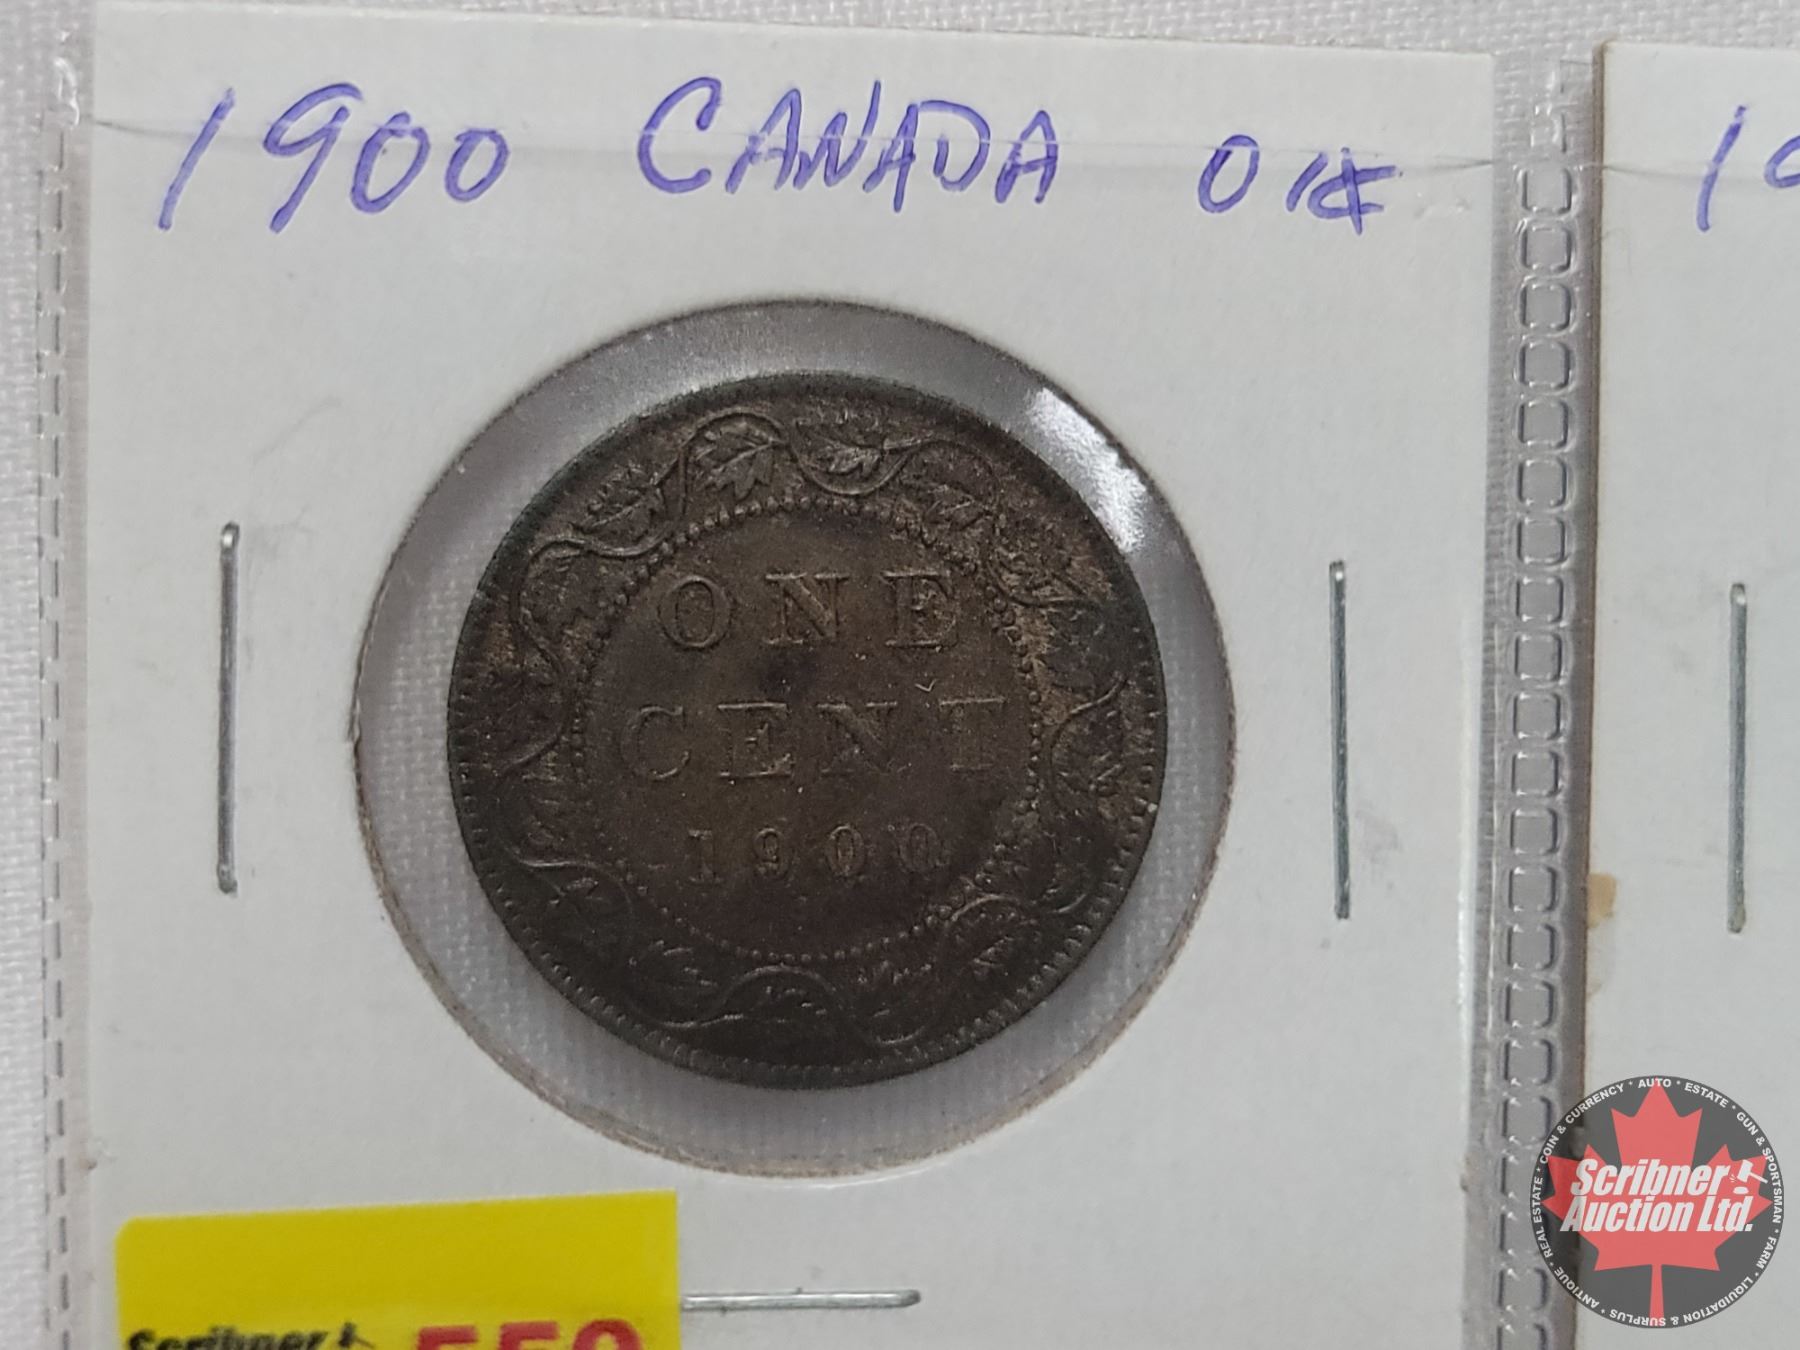 1900 CANADA 01¢
ONE
CENT
1900
Scribner
Auction Ltd.
COIN & CURRENCY * AUTO * ESTATE * GUN & SPORTSMAN * FARM * LIQUIDATION & SURPLUS * ANTIQUE * REAL ESTATE *
Scribner